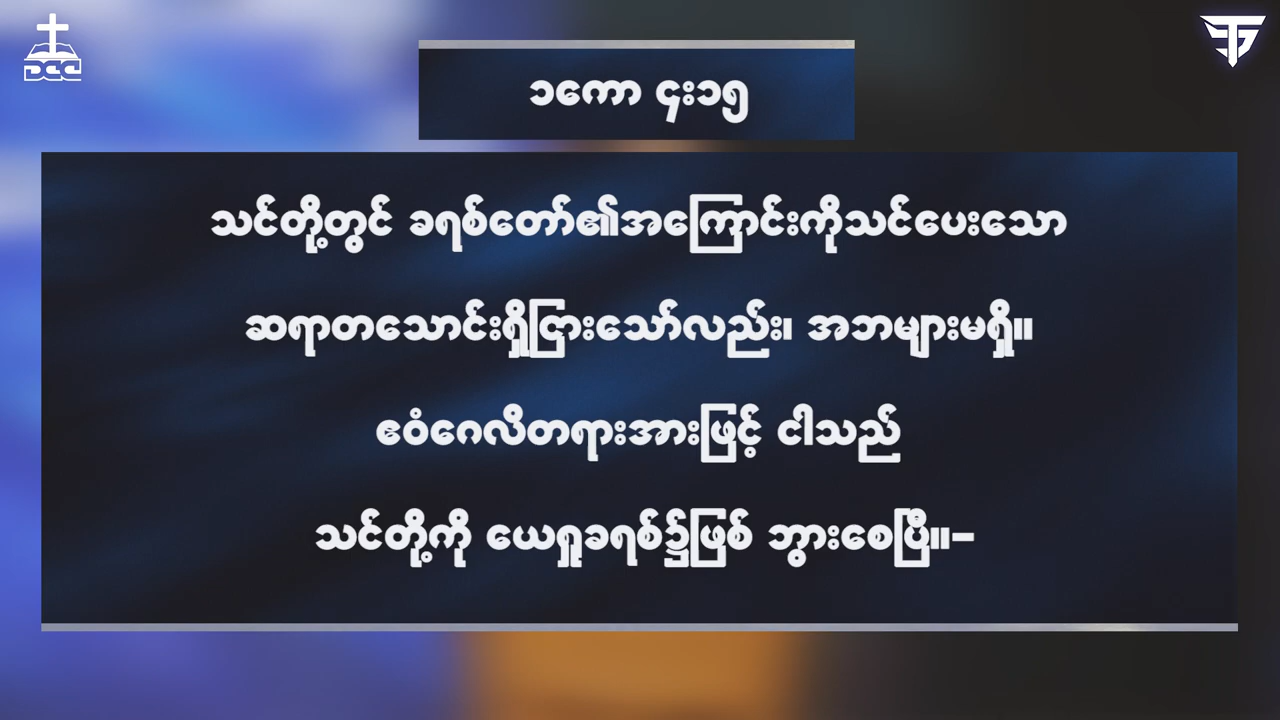 DCC
၁ကော ၄း၁၅
သင်တို့တွင် ခရစ်တော်၏အကြောင်းကိုသင်ပေးသော
ဆရာတသောင်းရှိငြားသော်လည်း၊ အဘများမရှိ။
ဧဝံဂေလိတရားအားဖြင့် ငါသည်
သင်တို့ကို ယေရှုခရစ်၌ဖြစ် ဘွားစေပြီ။–